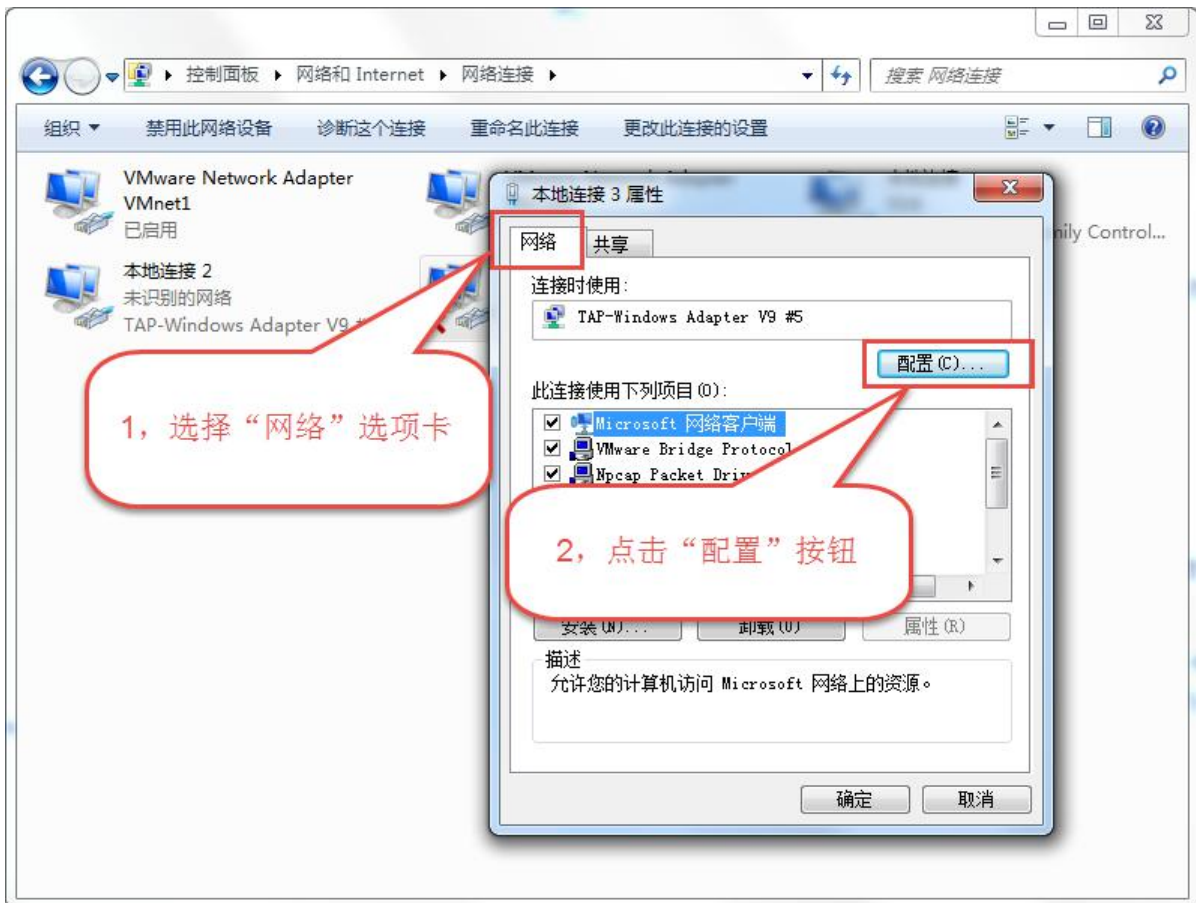 控制面板 ▸ 网络和 Internet ▸ 网络连接 ▸
搜索 网络连接
组织 禁用此网络设备 诊断这个连接 重命名此连接 更改此连接的设置
VMware Network Adapter
VMnet1
已启用
本地连接 2
未识别的网络
TAP-Windows Adapter V9
mily Control...
本地连接 3 属性
网络 共享
连接时使用:
TAP-Windows Adapter V9 #5
配置(C)...
此连接使用下列项目(O):
Microsoft 网络客户端
VMware Bridge Protocol
Npcap Packet
1，选择“网络”选项卡
2，点击“配置”按钮
安装(N)... 卸载(U) 属性(R)
描述
允许您的计算机访问 Microsoft 网络上的资源。
确定 取消